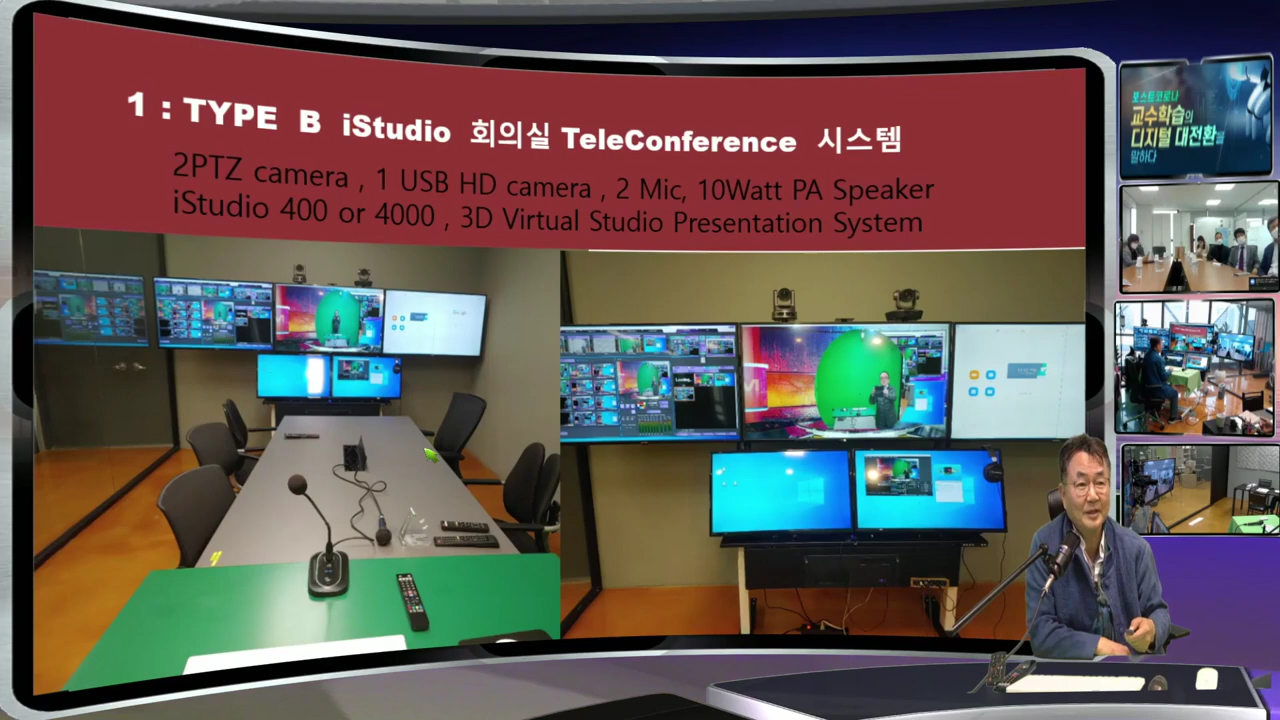 1 : TYPE B iStudio 회의실 TeleConference 시스템
2PTZ camera , 1 USB HD camera , 2 Mic, 10Watt PA Speaker
iStudio 400 or 4000 , 3D Virtual Studio Presentation System
포스트코로나
교수학습의
디지털 대전환을
말하다